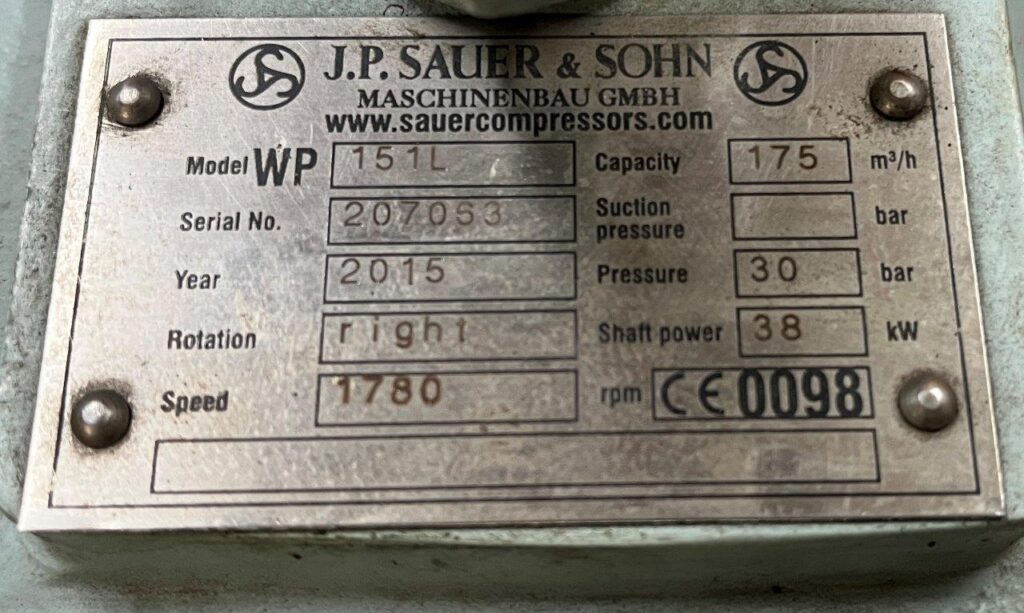 J.P. SAUER & SOHN
MASCHINENBAU GMBH
www.sauercompressors.com
Model WP 151L Capacity 175 m³/h
Serial No. 207053 Suction pressure bar
Year 2015 Pressure 30 bar
Rotation right Shaft power 38 kW
Speed 1780 rpm CE 0098